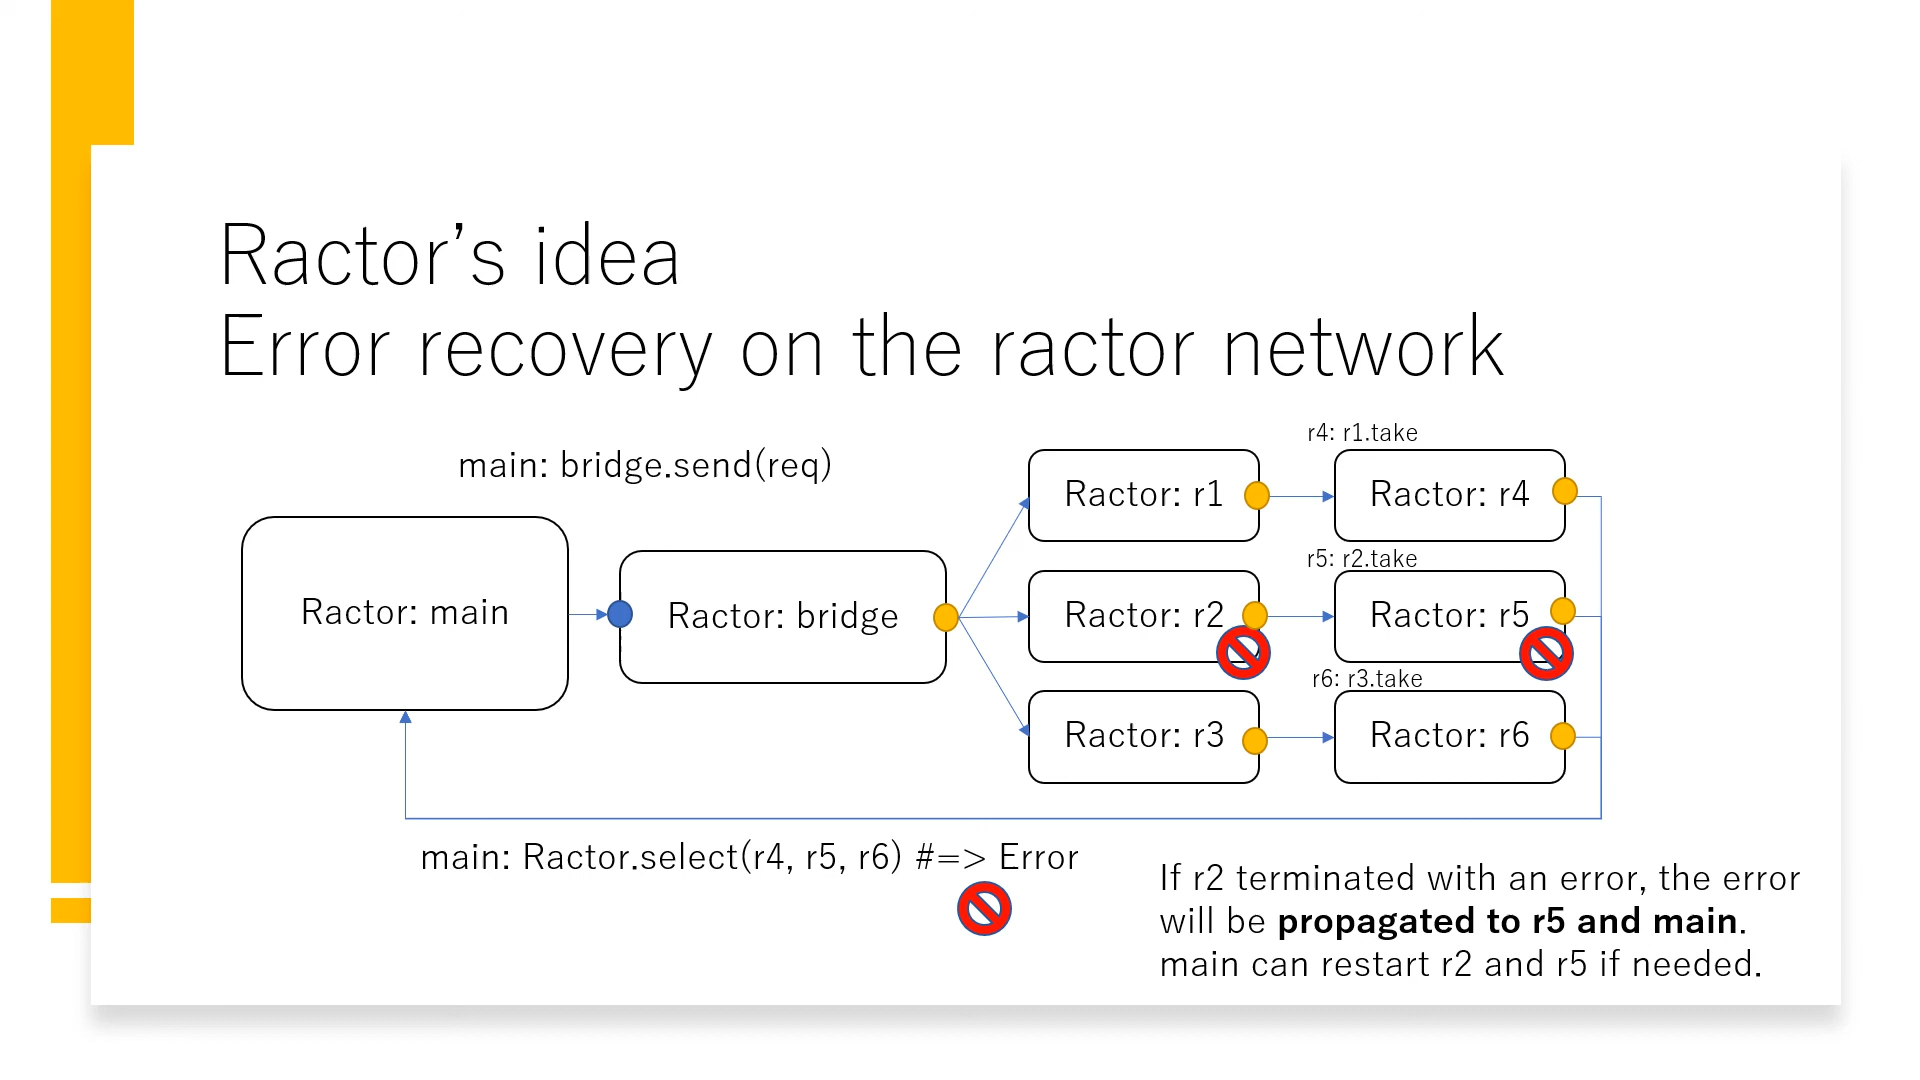 Ractor’s idea
Error recovery on the ractor network
main: bridge.send(req)
Ractor: main
Ractor: bridge
r4: r1.take
Ractor: r1
Ractor: r4
r5: r2.take
Ractor: r2
Ractor: r5
r6: r3.take
Ractor: r3
Ractor: r6
main: Ractor.select(r4, r5, r6) #=> Error
If r2 terminated with an error, the error
will be propagated to r5 and main.
main can restart r2 and r5 if needed.